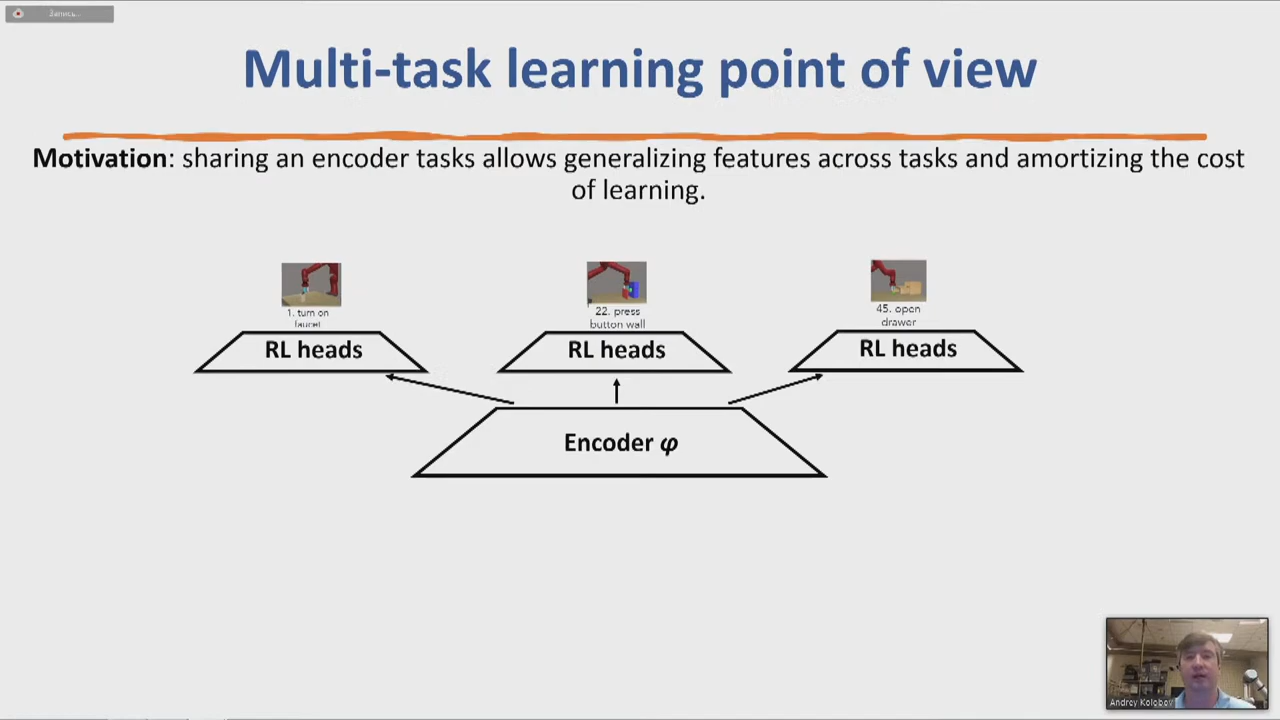 Запись...
Multi-task learning point of view
Motivation: sharing an encoder tasks allows generalizing features across tasks and amortizing the cost
of learning.
1. turn on
faucet
22. press
button wall
45. open
drawer
RL heads
RL heads
RL heads
Encoder φ
Andrey Kolobov